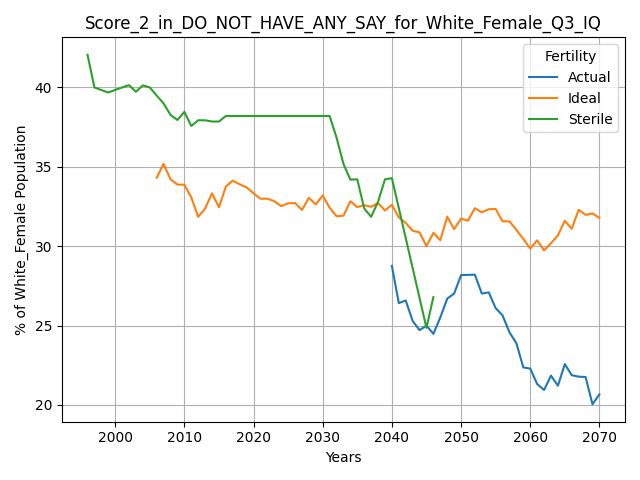 Score_2_in_DO_NOT_HAVE_ANY_SAY_for_White_Female_Q3_IQ
Fertility
Actual
Ideal
Sterile
% of White_Female Population
40
35
30
25
20
2000 2010 2020 2030 2040 2050 2060 2070
Years